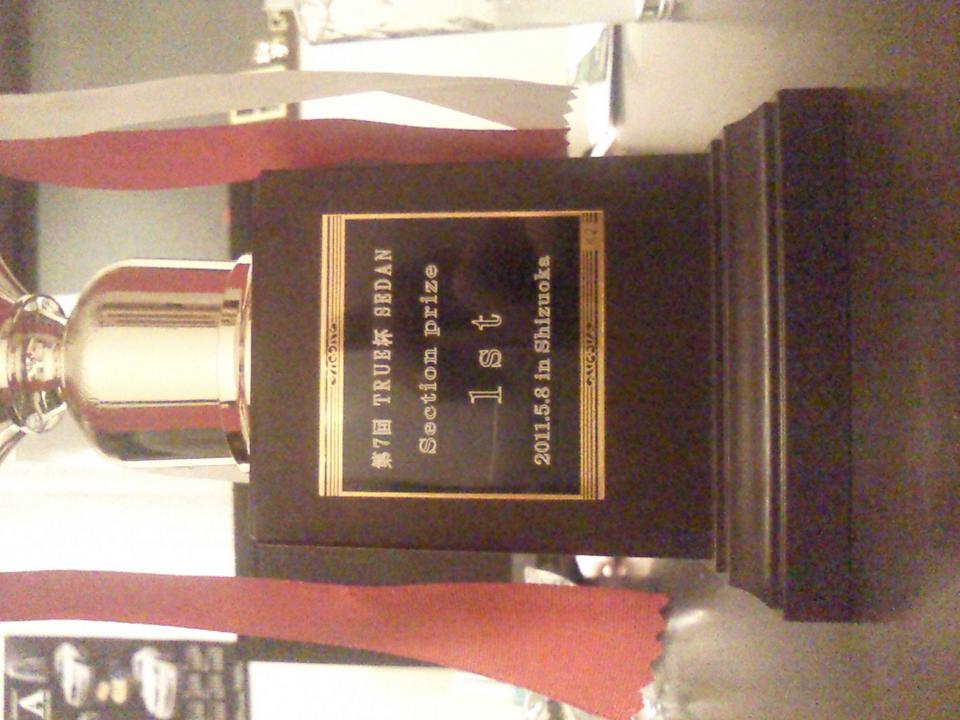 第7回 TRUE杯 SEDAN
Section prize
1st
2011.5.8 in Shizuoka